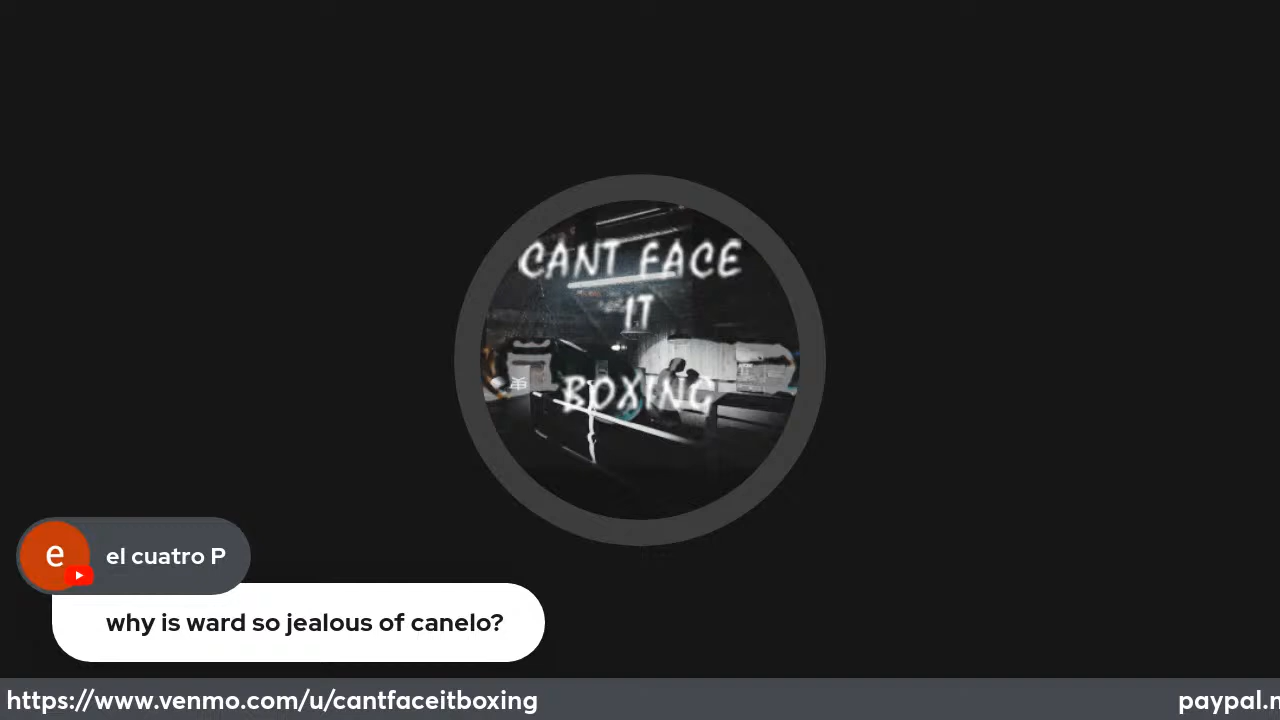 CANT FACE
IT
BOXING
e
el cuatro P
why is ward so jealous of canelo?
https://www.venmo.com/u/cantfaceitboxing
paypal.